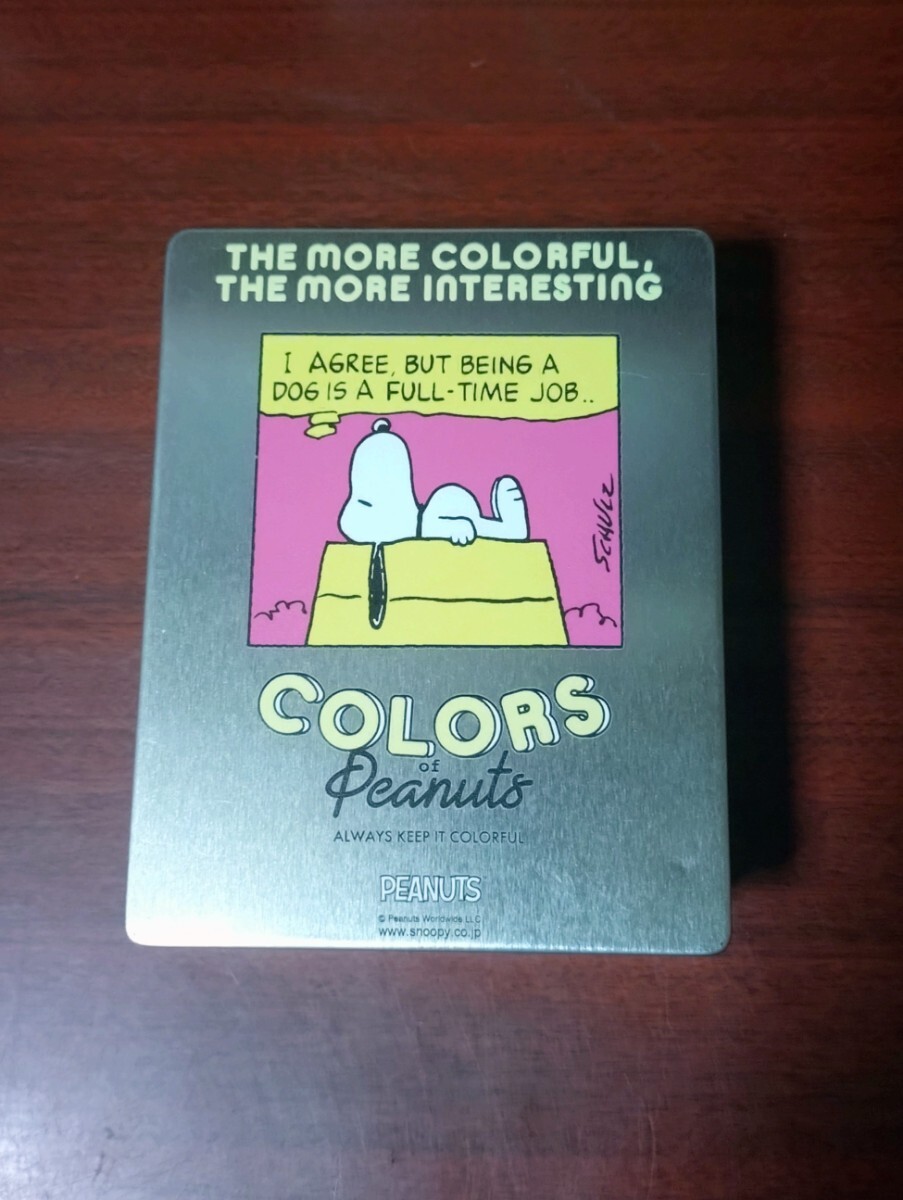 THE MORE COLORFUL,
THE MORE INTERESTING
I AGREE, BUT BEING A
DOG IS A FULL-TIME JOB..
SCHULZ
COLORS
of
Peanuts
ALWAYS KEEP IT COLORFUL
PEANUTS
© Peanuts Worldwide LLC
www.snoopy.co.jp